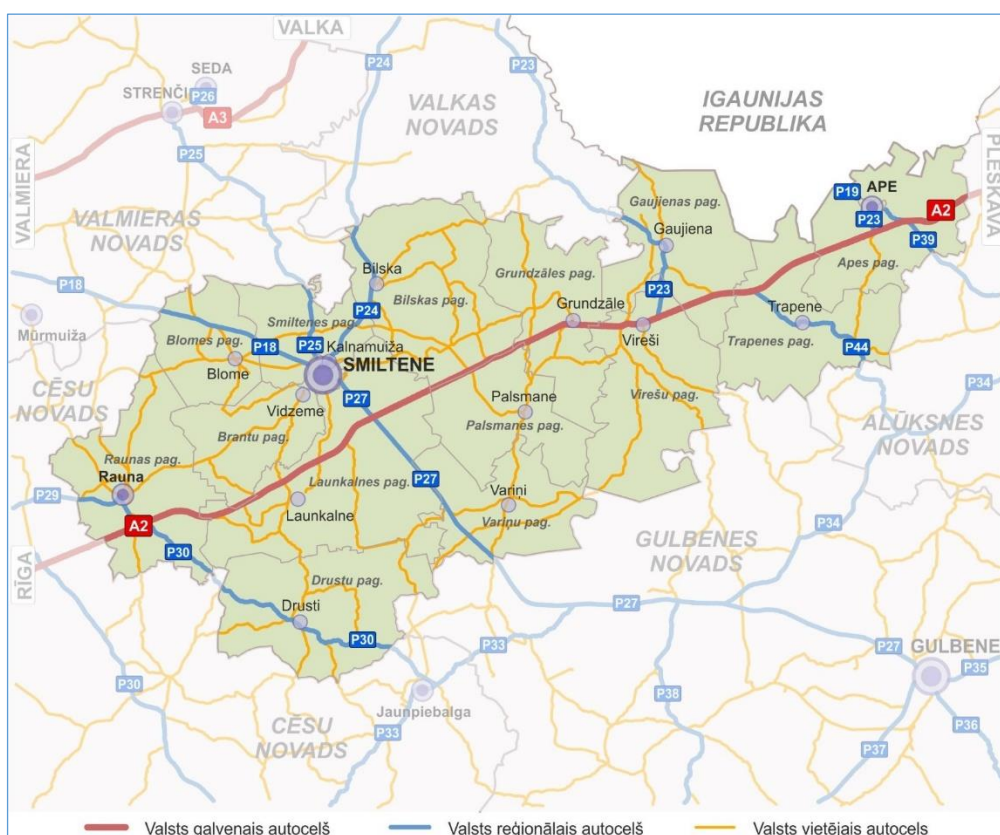 VALKA
P24
P23
SEDA
P26
STRENČI
A3
VALKAS
NOVADS
IGAUNIJAS
REPUBLIKA
PLESKAVA
VALMIERA
P25
P19
APE
P23
A2
Gaujienas pag.
P39
VALMIERAS
NOVADS
Gaujiena
Apes pag.
P18
Bilska
Grundzāles pag.
Bilskas pag.
P23
Mūrmuiža
Smiltenes pag.
P24
Grundzāle
Trapene
Blomes pag.
P18
P25
Kalnamuiža
Vireši
Trapenes pag.
P44
Blome
SMILTENE
P34
CĒSU
NOVADS
Vidzeme
P27
Palsmane
Virešu pag.
Brantu pag.
Palsmanes pag.
ALŪKSNES
NOVADS
Raunas pag.
Rauna
Launkalnes pag.
P27
Variņi
P29
Launkalne
Variņu pag.
P34
A2
GULBENES
NOVADS
RĪGA
P30
Drustu pag.
Drusti
P27
P30
P33
P27
GULBENE
P35
P30
Jaunpiebalga
P38
CĒSU
NOVADS
P33
P36
P37
Valsts galvenais autoceļš
Valsts reģionālais autoceļš
Valsts vietējais autoceļš